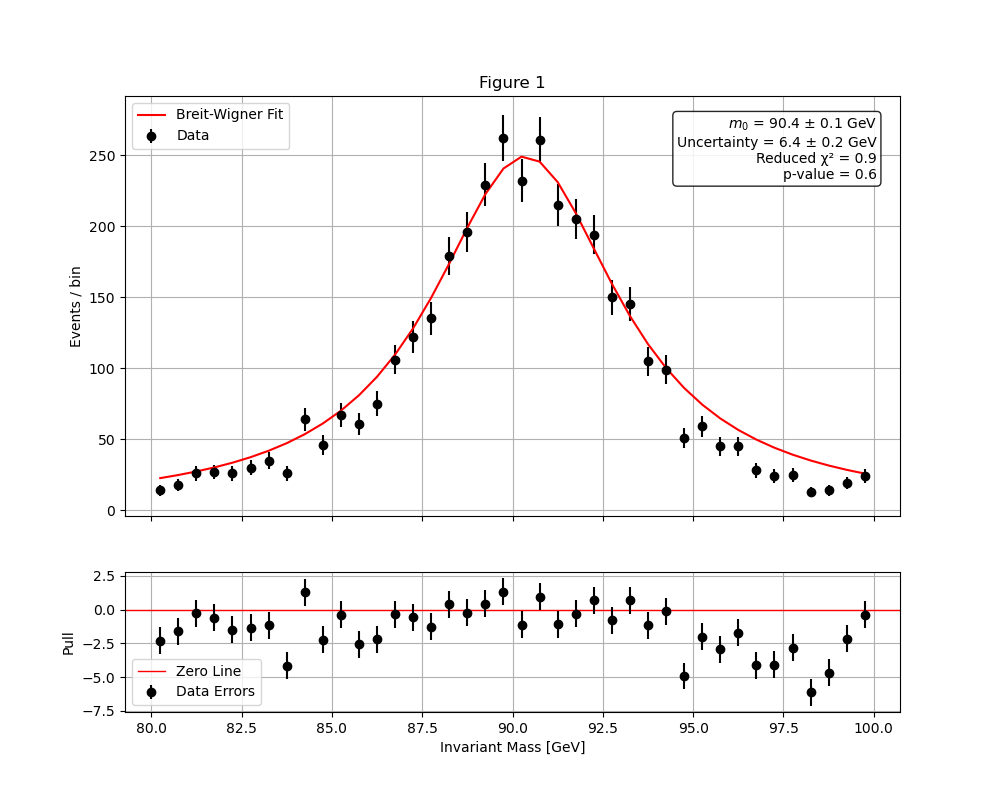 Figure 1
Breit-Wigner Fit
Data
m₀ = 90.4 ± 0.1 GeV
Uncertainty = 6.4 ± 0.2 GeV
Reduced χ² = 0.9
p-value = 0.6
Events / bin
250
200
150
100
50
0
Pull
2.5
0.0
−2.5
−5.0
−7.5
Zero Line
Data Errors
80.0 82.5 85.0 87.5 90.0 92.5 95.0 97.5 100.0
Invariant Mass [GeV]